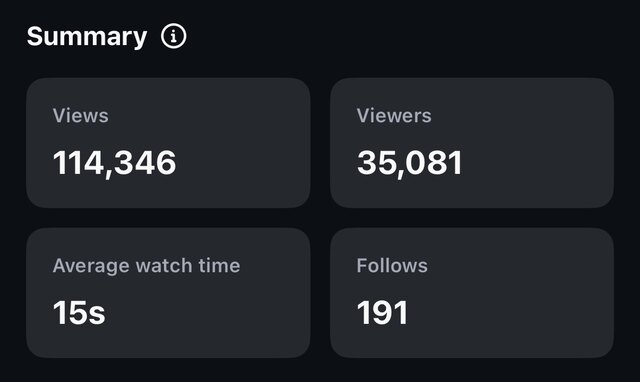 Summary
Views
114,346
Viewers
35,081
Average watch time
15s
Follows
191